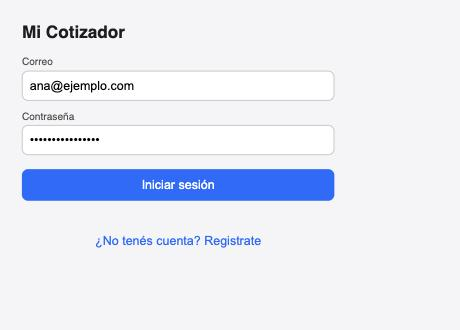 Mi Cotizador
Correo
ana@ejemplo.com
Contraseña
••••••••••••••••
Iniciar sesión
¿No tenés cuenta? Registrate